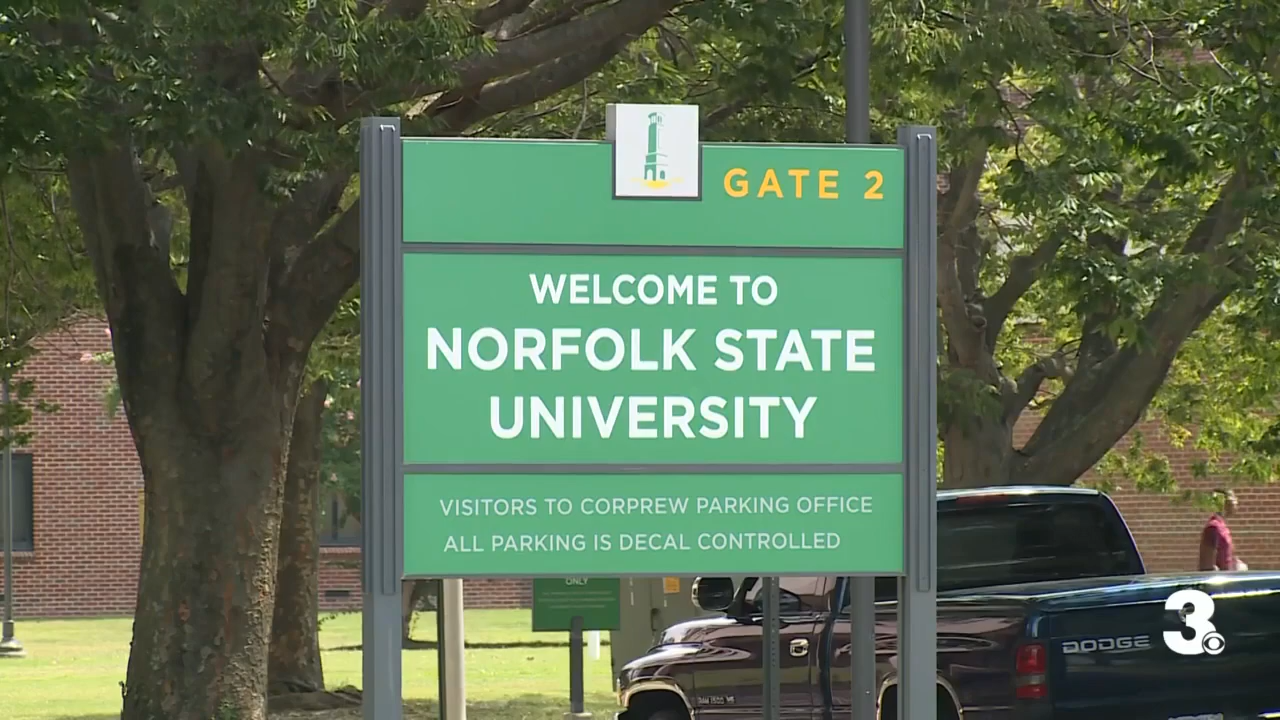 GATE 2
WELCOME TO
NORFOLK STATE
UNIVERSITY
VISITORS TO CORPREW PARKING OFFICE
ALL PARKING IS DECAL CONTROLLED
ONLY
DODGE
3